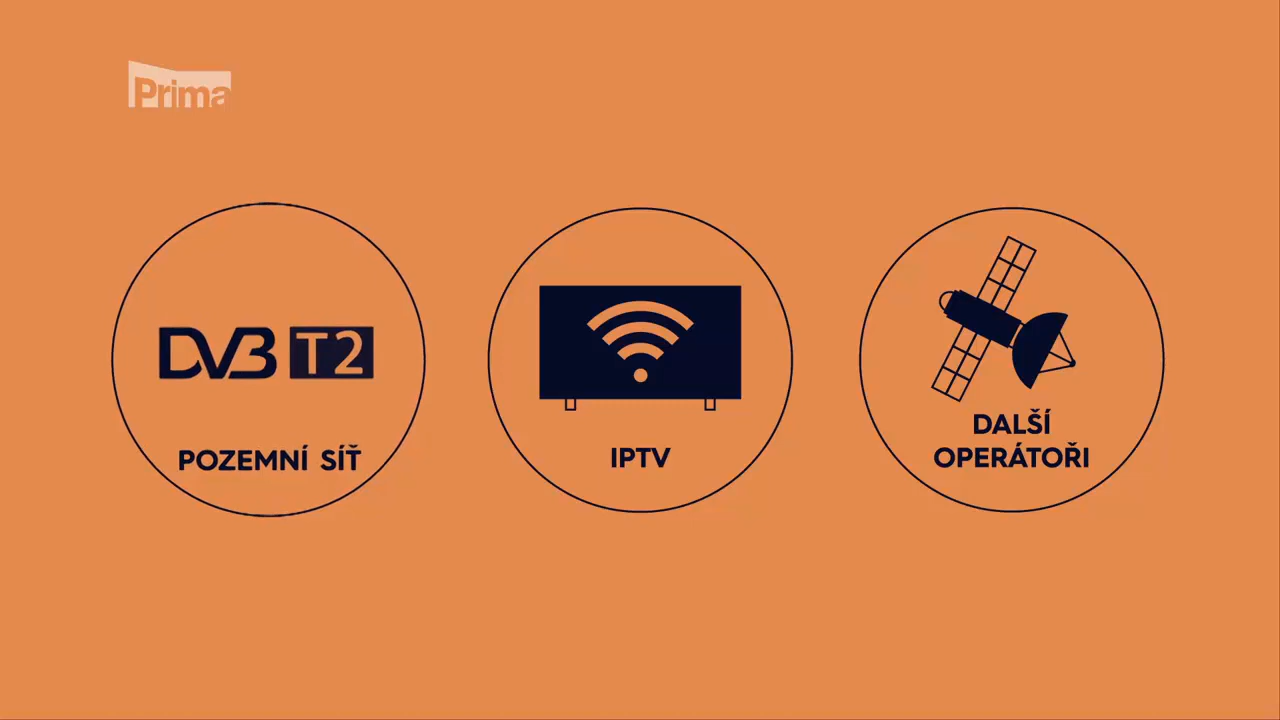 Prima
DVB T2
POZEMNÍ SÍŤ
IPTV
DALŠÍ
OPERÁTOŘI